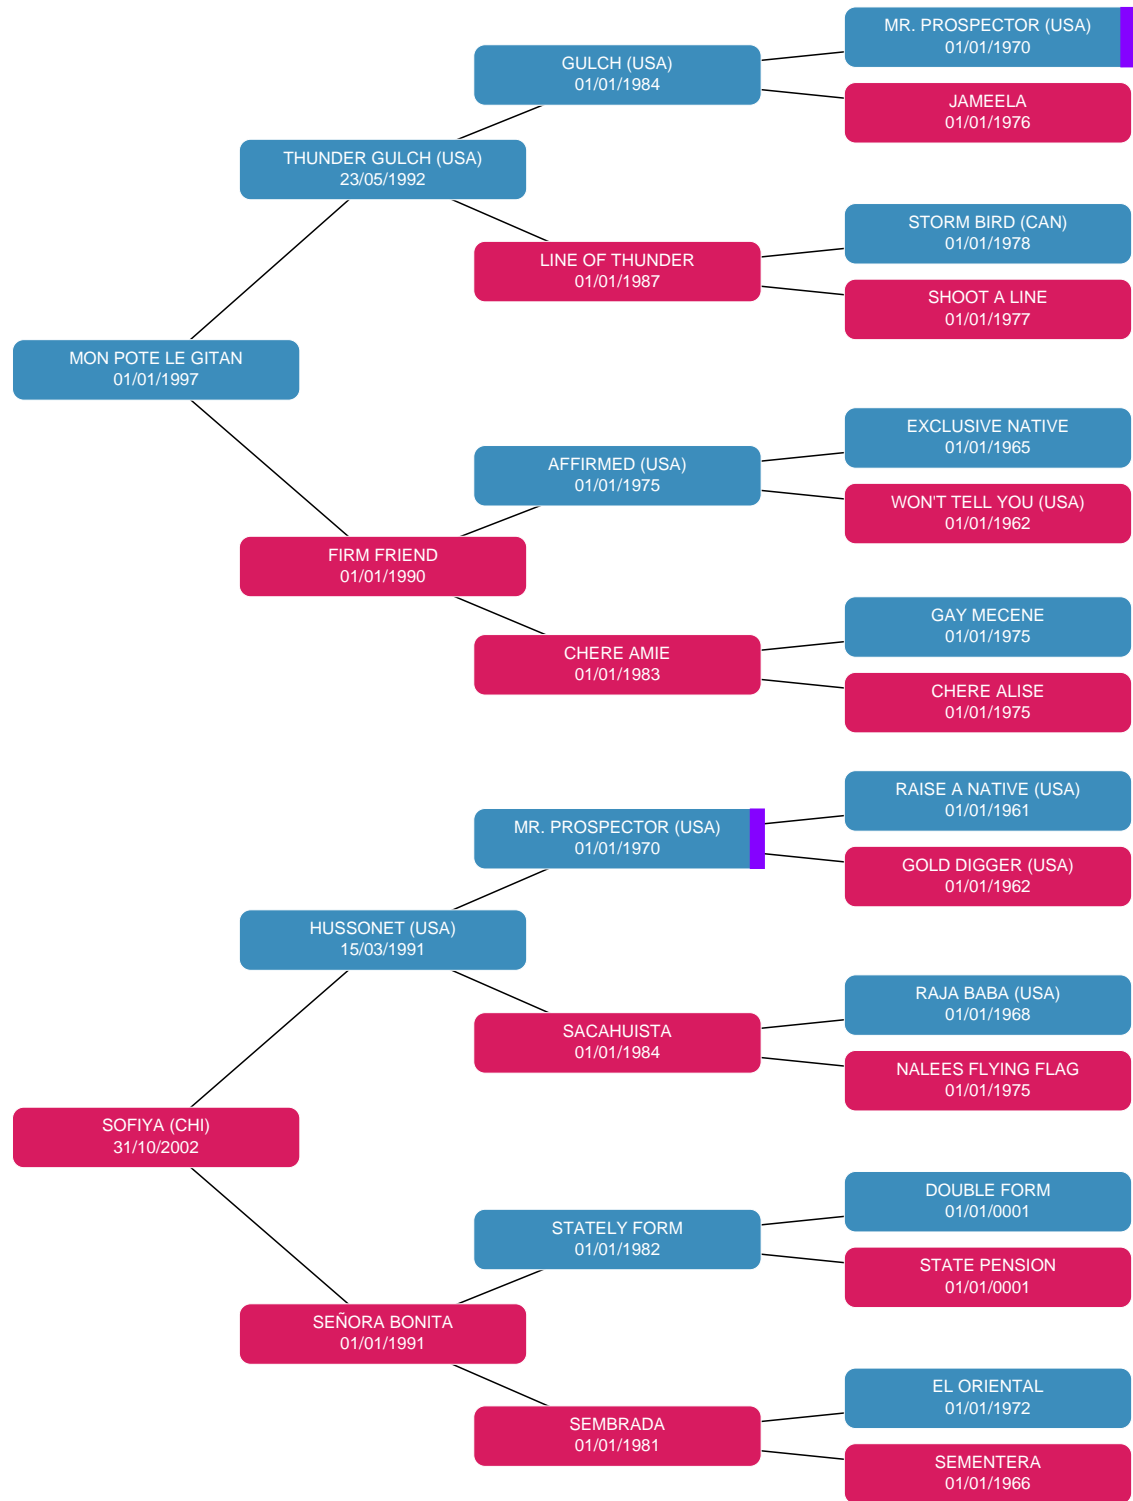 MR. PROSPECTOR (USA)
01/01/1970
GULCH (USA)
01/01/1984
JAMEELA
01/01/1976
THUNDER GULCH (USA)
23/05/1992
STORM BIRD (CAN)
01/01/1978
LINE OF THUNDER
01/01/1987
SHOOT A LINE
01/01/1977
MON POTE LE GITAN
01/01/1997
EXCLUSIVE NATIVE
01/01/1965
AFFIRMED (USA)
01/01/1975
WON'T TELL YOU (USA)
01/01/1962
FIRM FRIEND
01/01/1990
GAY MECENE
01/01/1975
CHERE AMIE
01/01/1983
CHERE ALISE
01/01/1975
RAISE A NATIVE (USA)
01/01/1961
MR. PROSPECTOR (USA)
01/01/1970
GOLD DIGGER (USA)
01/01/1962
HUSSONET (USA)
15/03/1991
RAJA BABA (USA)
01/01/1968
SACAHUISTA
01/01/1984
NALEES FLYING FLAG
01/01/1975
SOFIYA (CHI)
31/10/2002
DOUBLE FORM
01/01/0001
STATELY FORM
01/01/1982
STATE PENSION
01/01/0001
SEÑORA BONITA
01/01/1991
EL ORIENTAL
01/01/1972
SEMBRADA
01/01/1981
SEMENTERA
01/01/1966